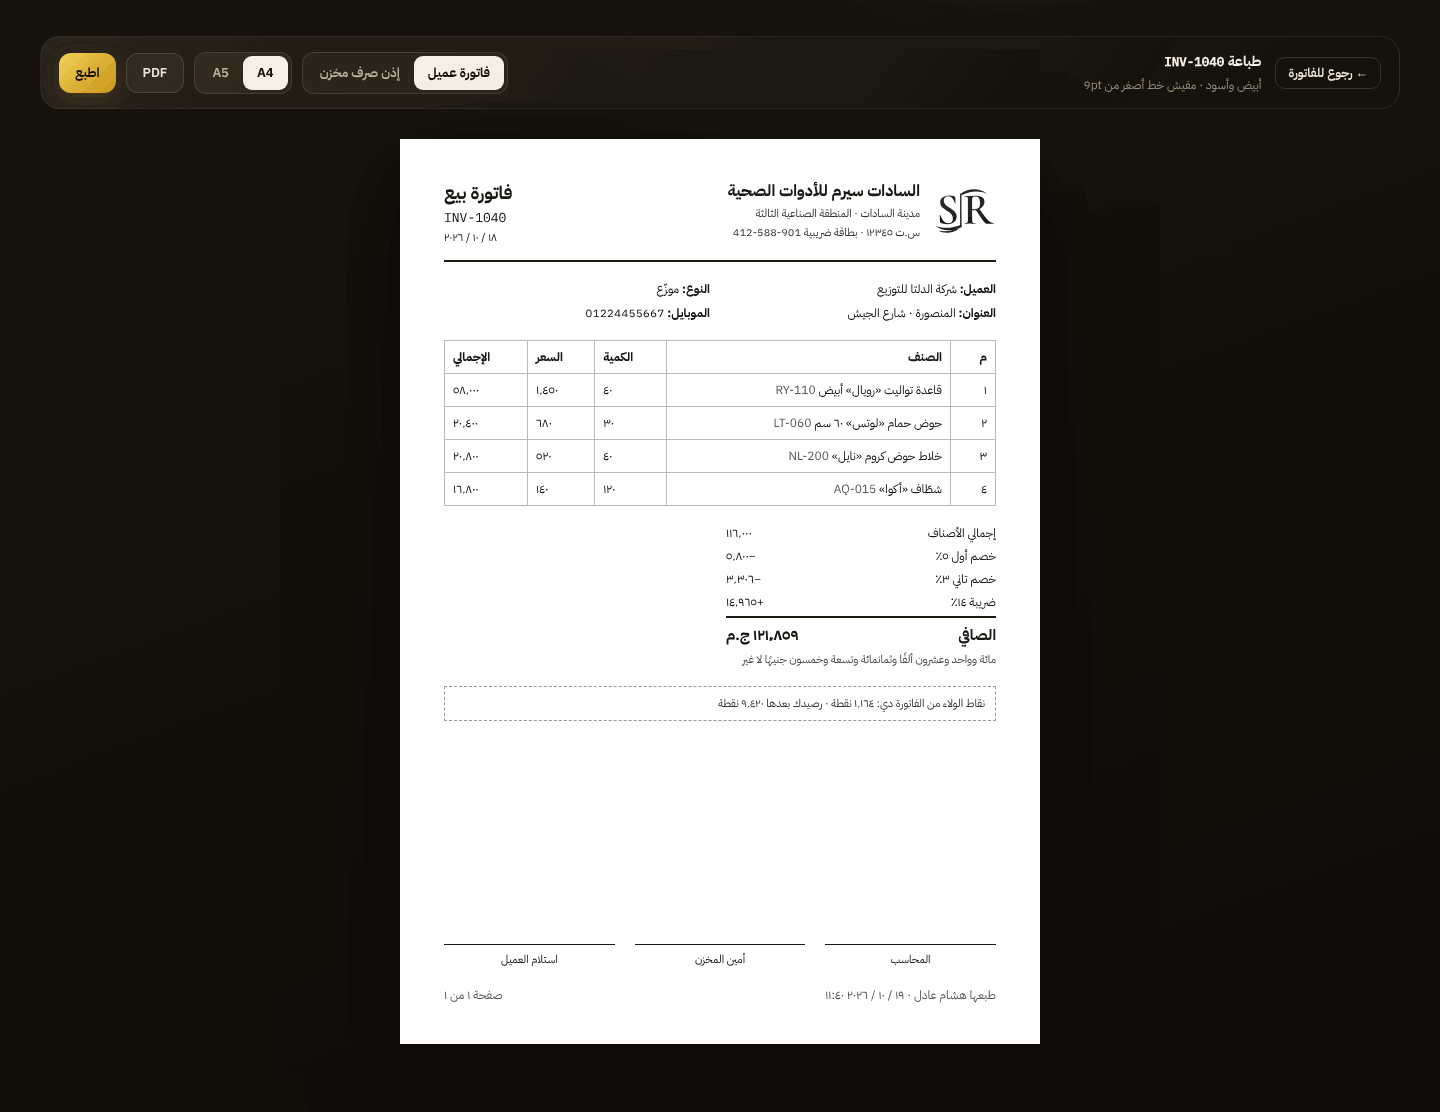 ← رجوع للفاتورة
طباعة INV-1040
أبيض وأسود · مفيش خط أصغر من 9pt
فاتورة عميل
إذن صرف مخزن
A4
A5
PDF
اطبع
SR
السادات سيرم للأدوات الصحية
مدينة السادات · المنطقة الصناعية الثالثة
س.ت ١٢٣٤٥ · بطاقة ضريبية 412-588-901
فاتورة بيع
INV-1040
١٨ / ١٠ / ٢٠٢٦
العميل: شركة الدلتا للتوزيع
النوع: موزّع
العنوان: المنصورة · شارع الجيش
الموبايل: 01224455667
م الصنف الكمية السعر الإجمالي
١ قاعدة تواليت «رويال» أبيض RY-110 ٤٠ ١,٤٥٠ ٥٨,٠٠٠
٢ حوض حمام «لوتس» ٦٠ سم LT-060 ٣٠ ٦٨٠ ٢٠,٤٠٠
٣ خلاط حوض كروم «نايل» NL-200 ٤٠ ٥٢٠ ٢٠,٨٠٠
٤ شطّاف «أكوا» AQ-015 ١٢٠ ١٤٠ ١٦,٨٠٠
إجمالي الأصناف ١١٦,٠٠٠
خصم أول ٥٪ −٥,٨٠٠
خصم تاني ٣٪ −٣,٣٠٦
ضريبة ١٤٪ +١٤,٩٦٥
الصافي ١٢١,٨٥٩ ج.م
مائة وواحد وعشرون ألفًا وثمانمائة وتسعة وخمسون جنيهًا لا غير
نقاط الولاء من الفاتورة دي: ١,١٦٤ نقطة · رصيدك بعدها ٩,٤٢٠ نقطة
المحاسب
أمين المخزن
استلام العميل
طبعها هشام عادل · ١٩ / ١٠ / ٢٠٢٦ ١١:٤٠
صفحة ١ من ١